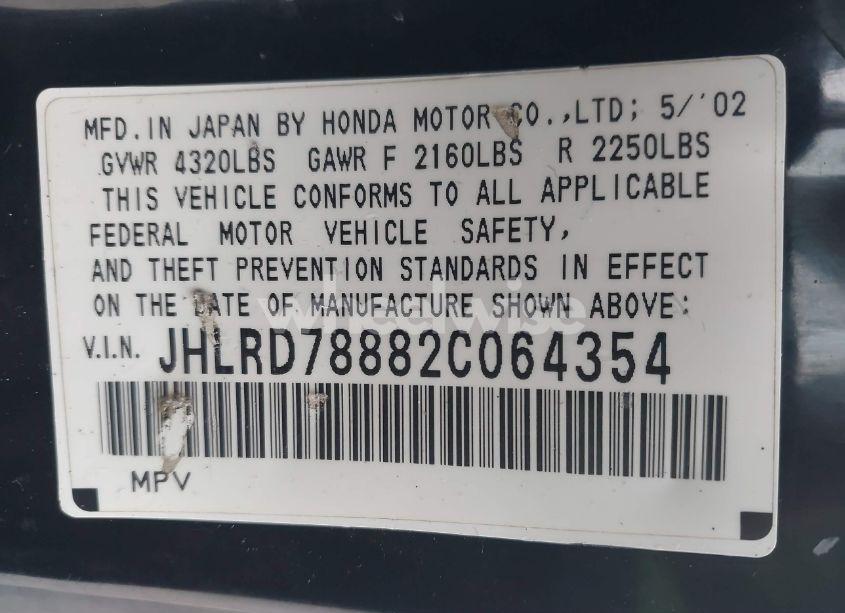 MFD.IN JAPAN BY HONDA MOTOR CO.,LTD; 5/'02
GVWR 4320LBS GAWR F 2160LBS R 2250LBS
THIS VEHICLE CONFORMS TO ALL APPLICABLE
FEDERAL MOTOR VEHICLE SAFETY,
AND THEFT PREVENTION STANDARDS IN EFFECT
ON THE DATE OF MANUFACTURE SHOWN ABOVE:
wheelwise
V.I.N. JHLRD78882C064354
MPV